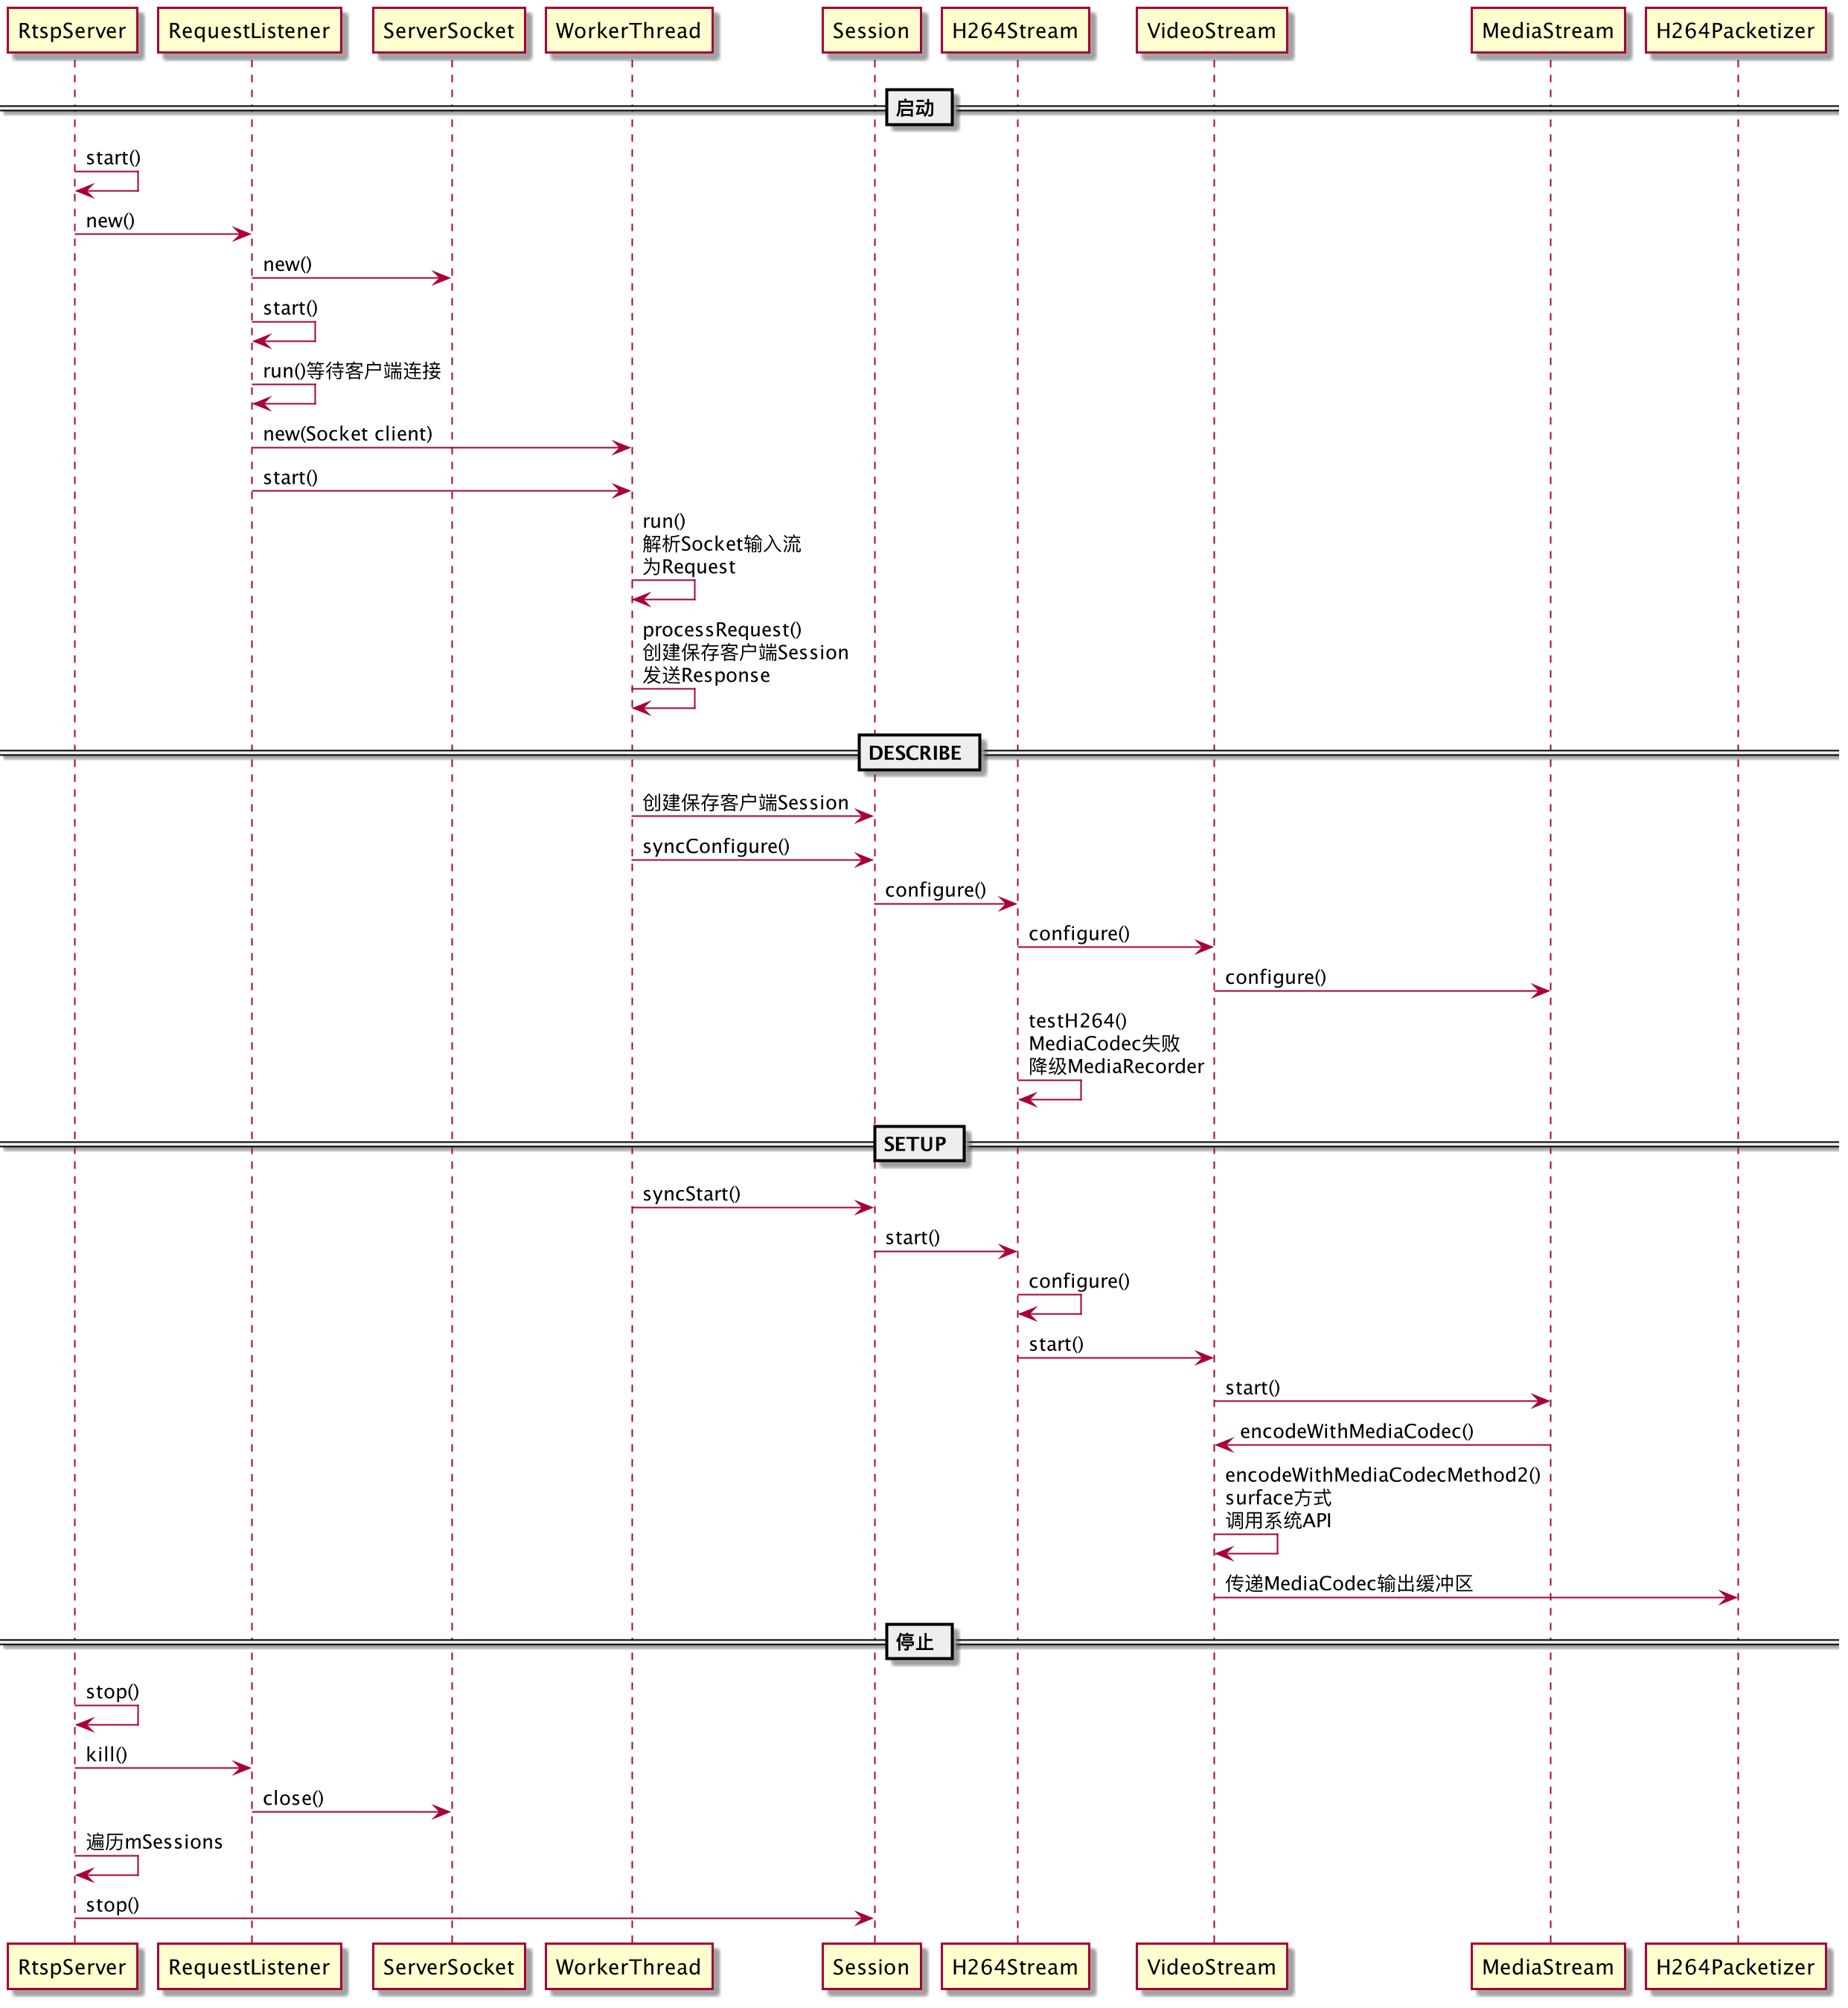 RtspServer
RequestListener
ServerSocket
WorkerThread
Session
H264Stream
VideoStream
MediaStream
H264Packetizer
启动
start()
new()
new()
start()
run()等待客户端连接
new(Socket client)
start()
run()
解析Socket输入流
为Request
processRequest()
创建保存客户端Session
发送Response
DESCRIBE
创建保存客户端Session
syncConfigure()
configure()
configure()
configure()
testH264()
MediaCodec失败
降级MediaRecorder
SETUP
syncStart()
start()
configure()
start()
start()
encodeWithMediaCodec()
encodeWithMediaCodecMethod2()
surface方式
调用系统API
传递MediaCodec输出缓冲区
停止
stop()
kill()
close()
遍历mSessions
stop()
RtspServer
RequestListener
ServerSocket
WorkerThread
Session
H264Stream
VideoStream
MediaStream
H264Packetizer